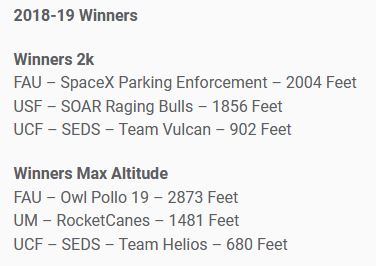 2018-19 Winners
Winners 2k
FAU – SpaceX Parking Enforcement – 2004 Feet
USF – SOAR Raging Bulls – 1856 Feet
UCF – SEDS – Team Vulcan – 902 Feet
Winners Max Altitude
FAU – Owl Pollo 19 – 2873 Feet
UM – RocketCanes – 1481 Feet
UCF – SEDS – Team Helios – 680 Feet